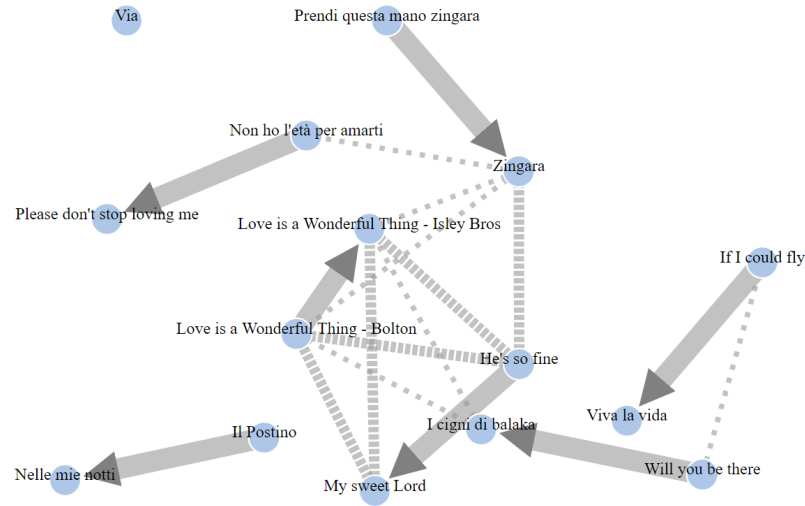 Via
Prendi questa mano zingara
Non ho l'età per amarti
Zingara
Please don't stop loving me
Love is a Wonderful Thing - Isley Bros
If I could fly
Love is a Wonderful Thing - Bolton
He's so fine
Viva la vida
I cigni di balaka
Il Postino
Will you be there
Nelle mie notti
My sweet Lord